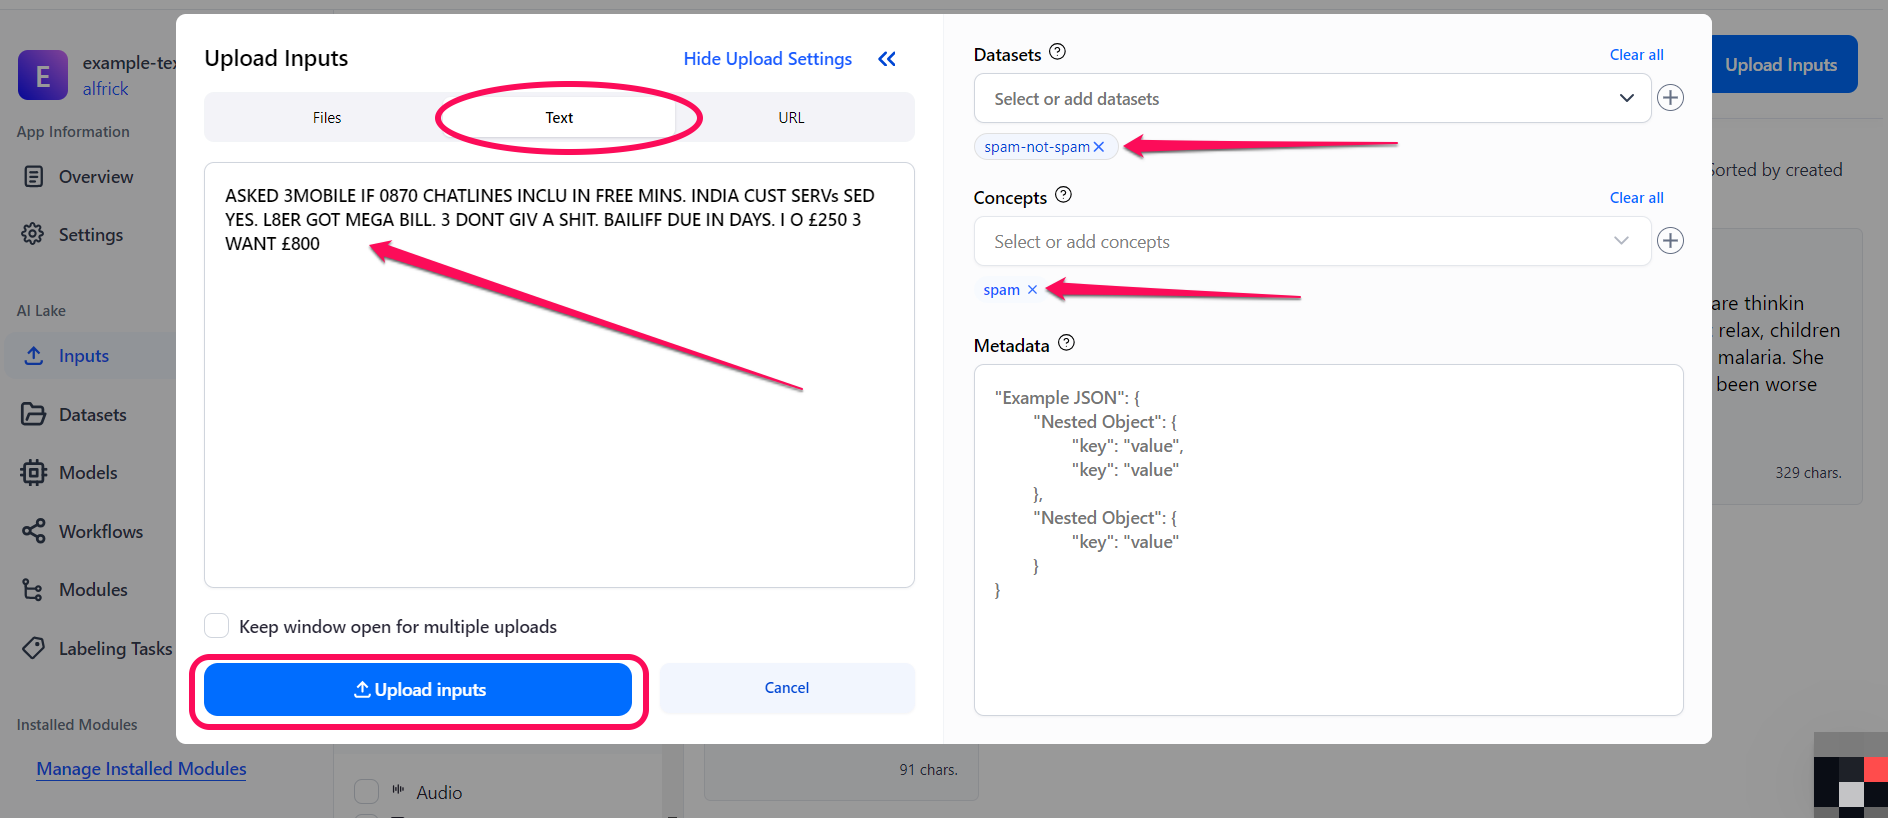 E
example-tex
alfrick
App Information
Overview
Settings
AI Lake
Inputs
Datasets
Models
Workflows
Modules
Labeling Tasks
Installed Modules
Manage Installed Modules
Upload Inputs
Hide Upload Settings
Files
Text
URL
ASKED 3MOBILE IF 0870 CHATLINES INCLU IN FREE MINS. INDIA CUST SERVs SED
YES. L8ER GOT MEGA BILL. 3 DONT GIV A SHIT. BAILIFF DUE IN DAYS. I O £250 3
WANT £800
Keep window open for multiple uploads
Upload inputs
Cancel
Datasets
Clear all
Select or add datasets
spam-not-spam
Concepts
Clear all
Select or add concepts
spam
Metadata
"Example JSON": {
"Nested Object": {
"key": "value",
"key": "value"
},
"Nested Object": {
"key": "value"
}
}
Upload Inputs
Sorted by created
are thinkin
relax, children
malaria. She
been worse
329 chars.
91 chars.
Audio